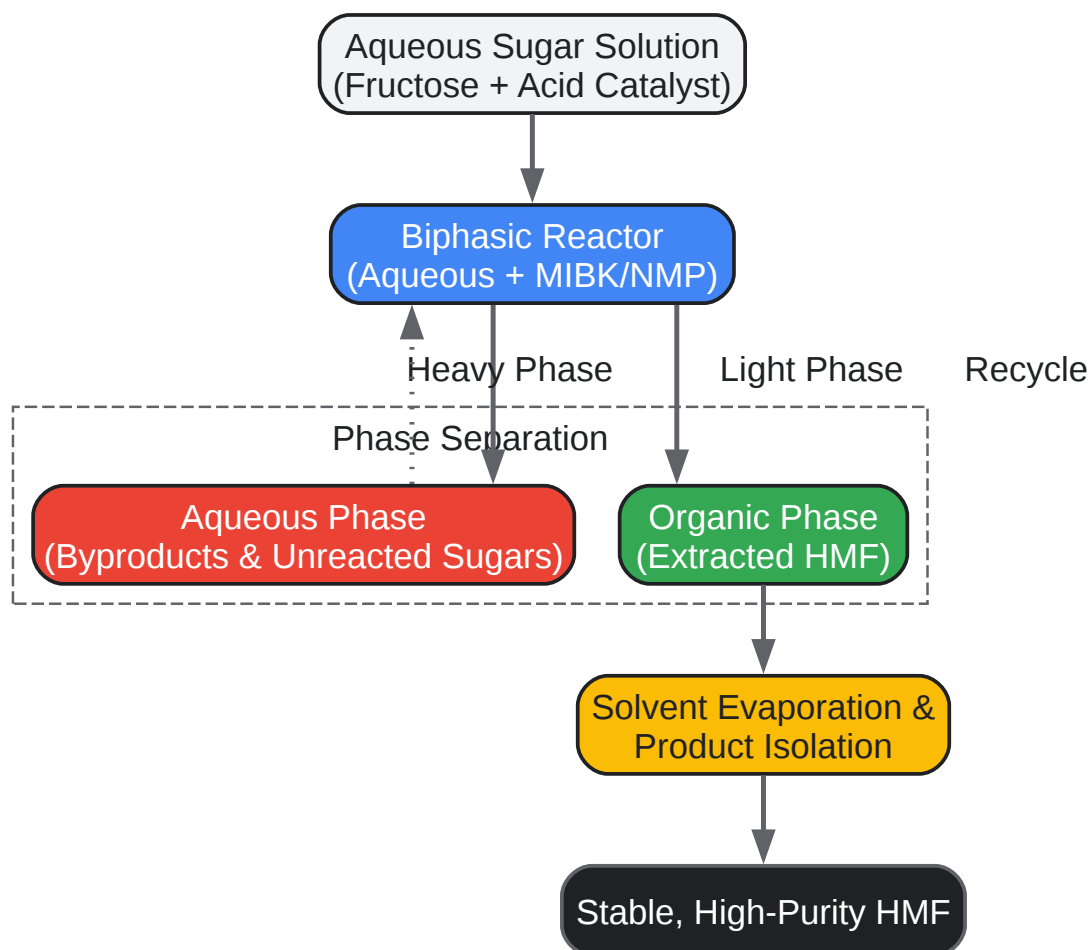 Aqueous Sugar Solution
(Fructose + Acid Catalyst)
Biphasic Reactor
(Aqueous + MIBK/NMP)
Heavy Phase
Light Phase
Recycle
Phase Separation
Aqueous Phase
(Byproducts & Unreacted Sugars)
Organic Phase
(Extracted HMF)
Solvent Evaporation &
Product Isolation
Stable, High-Purity HMF